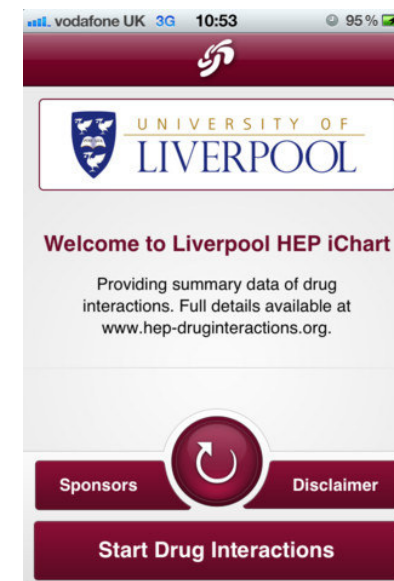 vodafone UK 3G 10:53 95%
UNIVERSITY OF
LIVERPOOL
Welcome to Liverpool HEP iChart
Providing summary data of drug
interactions. Full details available at
www.hep-druginteractions.org.
Sponsors
Disclaimer
Start Drug Interactions